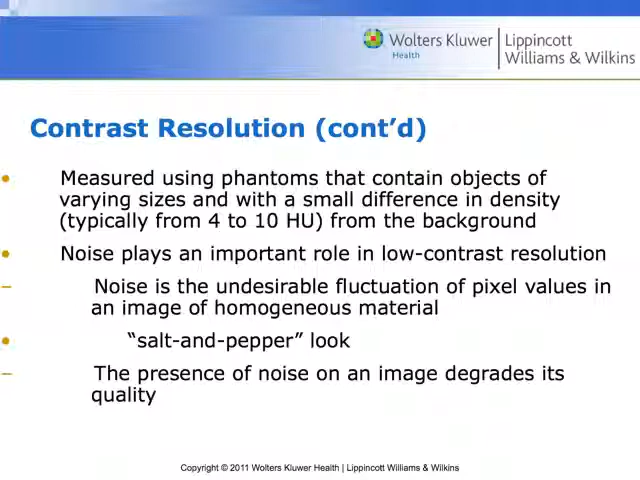 Wolters Kluwer
Health
Lippincott
Williams & Wilkins
Contrast Resolution (cont’d)
• Measured using phantoms that contain objects of
varying sizes and with a small difference in density
(typically from 4 to 10 HU) from the background
• Noise plays an important role in low-contrast resolution
– Noise is the undesirable fluctuation of pixel values in
an image of homogeneous material
• “salt-and-pepper” look
– The presence of noise on an image degrades its
quality
Copyright © 2011 Wolters Kluwer Health | Lippincott Williams & Wilkins